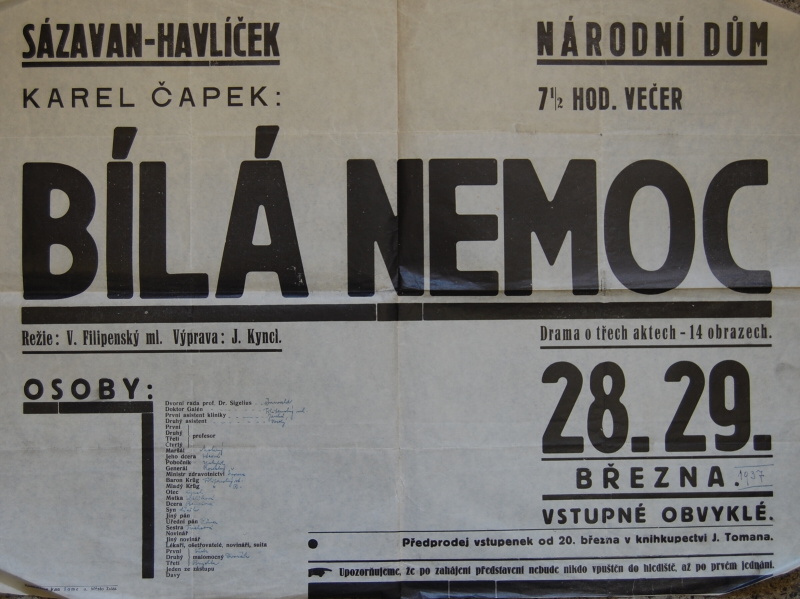 SÁZAVAN-HAVLÍČEK
NÁRODNÍ DŮM
KAREL ČAPEK:
7 1/2 HOD. VEČER
BÍLÁ NEMOC
Režie: V. Filipenský ml. Výprava: J. Kyncl.
Drama o třech aktech - 14 obrazech.
OSOBY:
Dvorní rada prof. Dr. Sigelius
Doktor Galén
První asistent kliniky
Druhý asistent
První
Druhý
Třetí
Čtvrtý
profesor
Maršál
Jeho dcera
Pobočník
Generál
Ministr zdravotnictví
Baron Krüg
Mladý Krüg
Otec
Matka
Dcera
Syn
Jiný pán
Úřední pán
Sestra
Novinář
Jiný novinář
Lékaři, ošetřovatelé, novináři, suita
První
Druhý malomocný
Třetí
Jeden ze zástupu
Davy
28. 29.
BŘEZNA. 1937
VSTUPNÉ OBVYKLÉ.
Předprodej vstupenek od 20. března v knihkupectví J. Tomana.
Upozorňujeme, že po zahájení představení nebude nikdo vpuštěn do hlediště, až po prvém jednání.